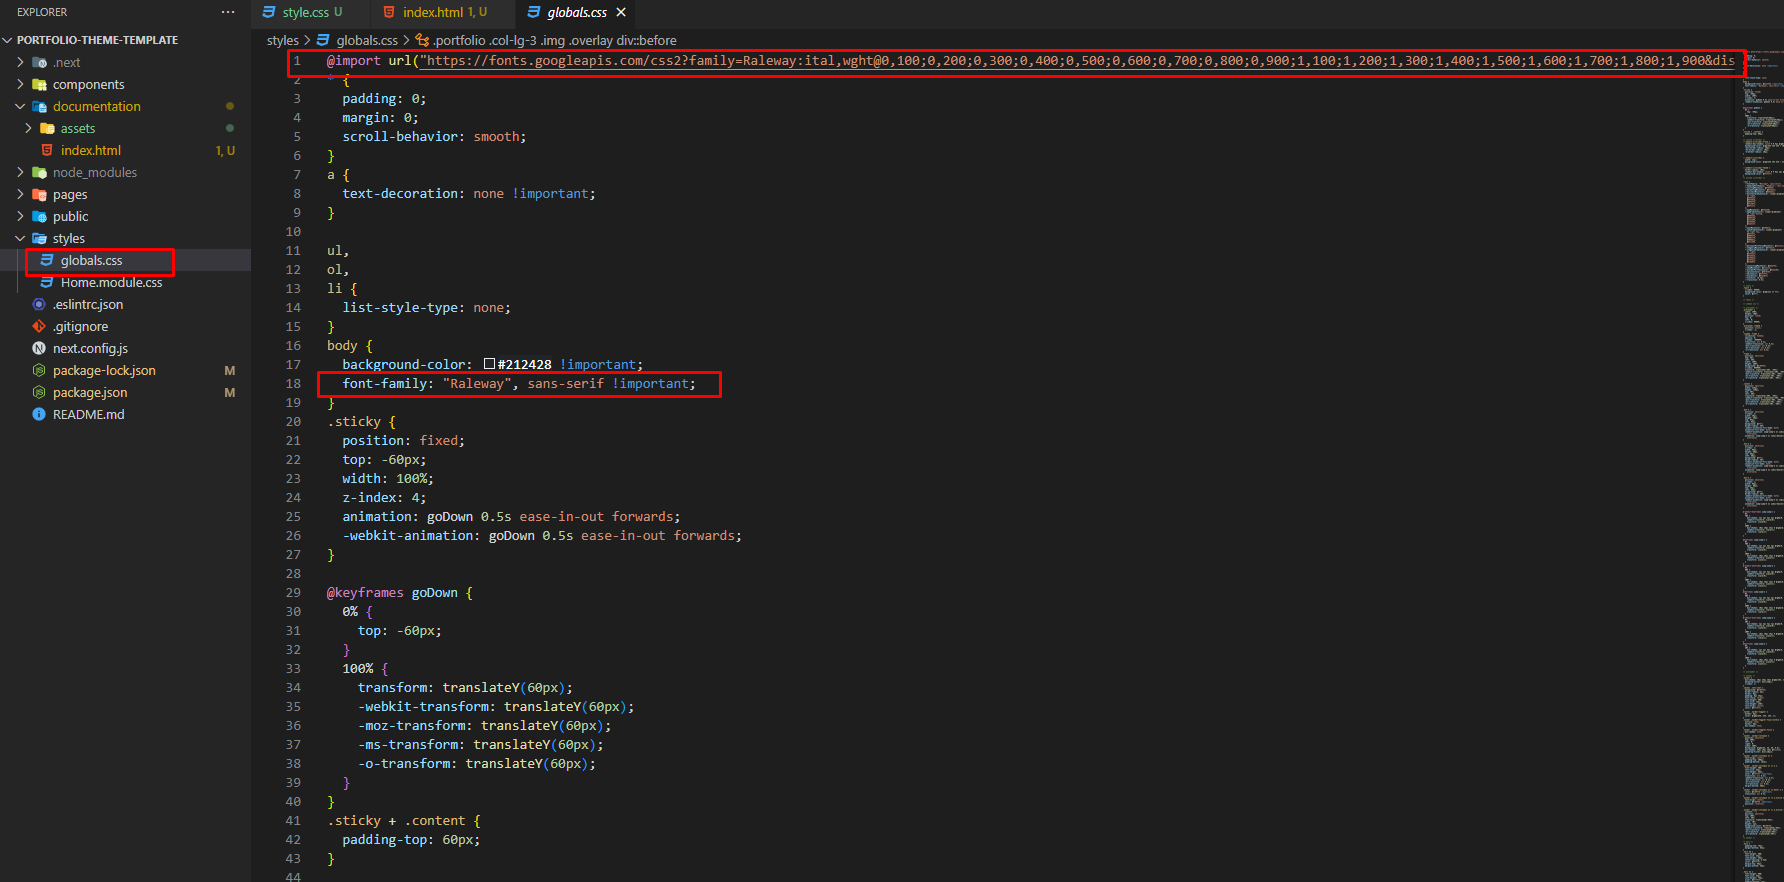 EXPLORER ···
PORTFOLIO-THEME-TEMPLATE
.next
components
documentation
assets
index.html 1, U
node_modules
pages
public
styles
globals.css
Home.module.css
.eslintrc.json
.gitignore
next.config.js
package-lock.json M
package.json M
README.md
style.css U
index.html 1, U
globals.css
styles > globals.css > .portfolio .col-lg-3 .img .overlay div::before
1 @import url("https://fonts.googleapis.com/css2?family=Raleway:ital,wght@0,100;0,200;0,300;0,400;0,500;0,600;0,700;0,800;0,900;1,100;1,200;1,300;1,400;1,500;1,600;1,700;1,800;1,900&dis
2 * {
3 padding: 0;
4 margin: 0;
5 scroll-behavior: smooth;
6 }
7 a {
8 text-decoration: none !important;
9 }
10
11 ul,
12 ol,
13 li {
14 list-style-type: none;
15 }
16 body {
17 background-color: #212428 !important;
18 font-family: "Raleway", sans-serif !important;
19 }
20 .sticky {
21 position: fixed;
22 top: -60px;
23 width: 100%;
24 z-index: 4;
25 animation: goDown 0.5s ease-in-out forwards;
26 -webkit-animation: goDown 0.5s ease-in-out forwards;
27 }
28
29 @keyframes goDown {
30 0% {
31 top: -60px;
32 }
33 100% {
34 transform: translateY(60px);
35 -webkit-transform: translateY(60px);
36 -moz-transform: translateY(60px);
37 -ms-transform: translateY(60px);
38 -o-transform: translateY(60px);
39 }
40 }
41 .sticky + .content {
42 padding-top: 60px;
43 }
44